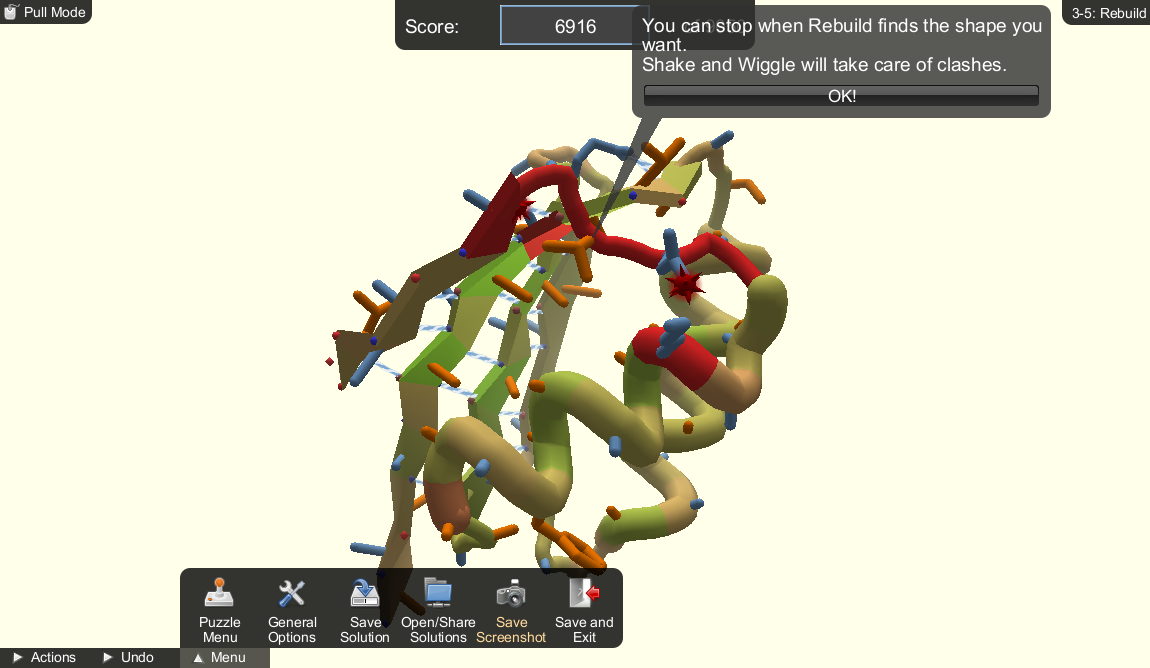 Pull Mode
Score:
6916
3-5: Rebuild
You can stop when Rebuild finds the shape you
want.
Shake and Wiggle will take care of clashes.
OK!
Puzzle
Menu
General
Options
Save
Solution
Open/Share
Solutions
Save
Screenshot
Save and
Exit
Actions
Undo
Menu